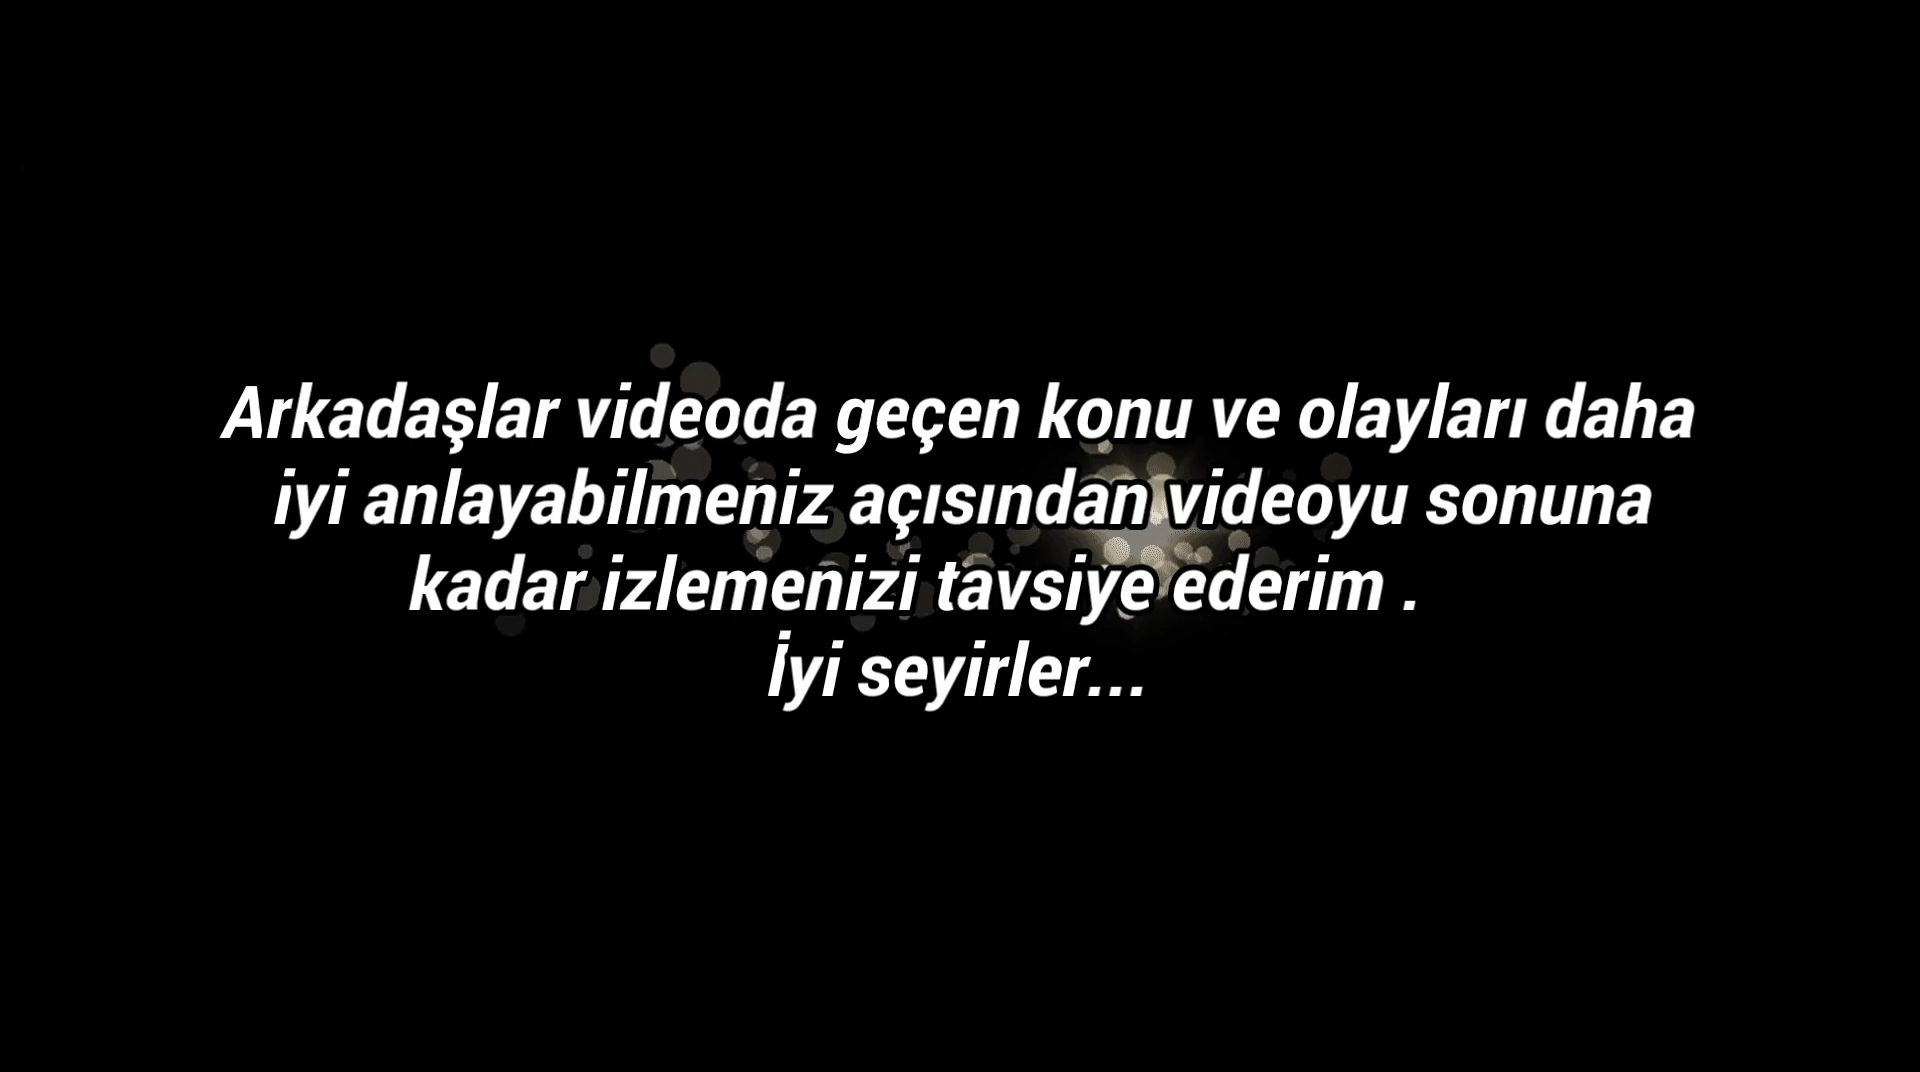 Arkadaşlar videoda geçen konu ve olayları daha
iyi anlayabilmeniz açısından videoyu sonuna
kadar izlemenizi tavsiye ederim .
İyi seyirler...